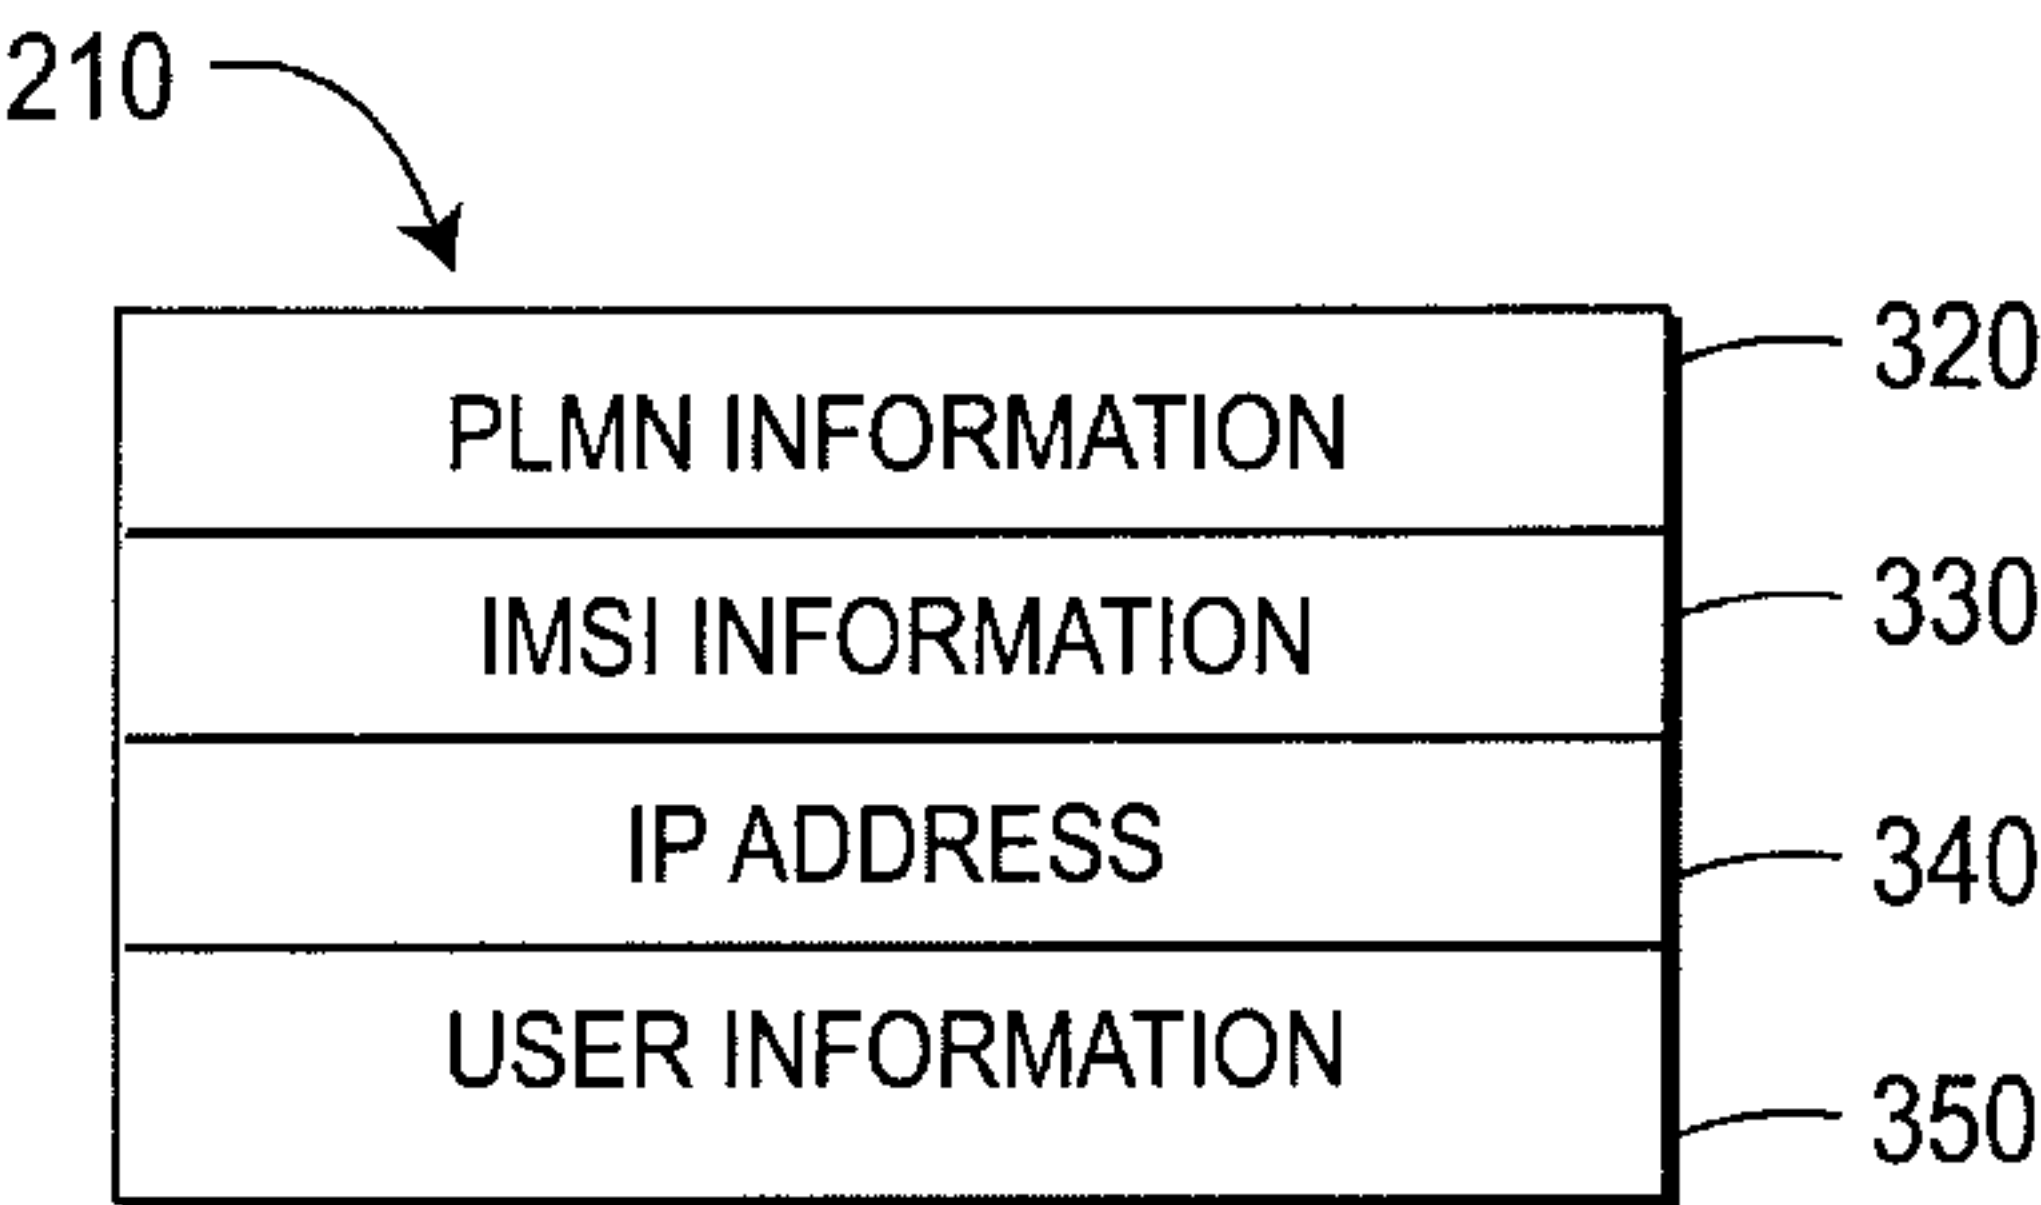 210
320
PLMN INFORMATION
330
IMSI INFORMATION
340
IP ADDRESS
USER INFORMATION
350